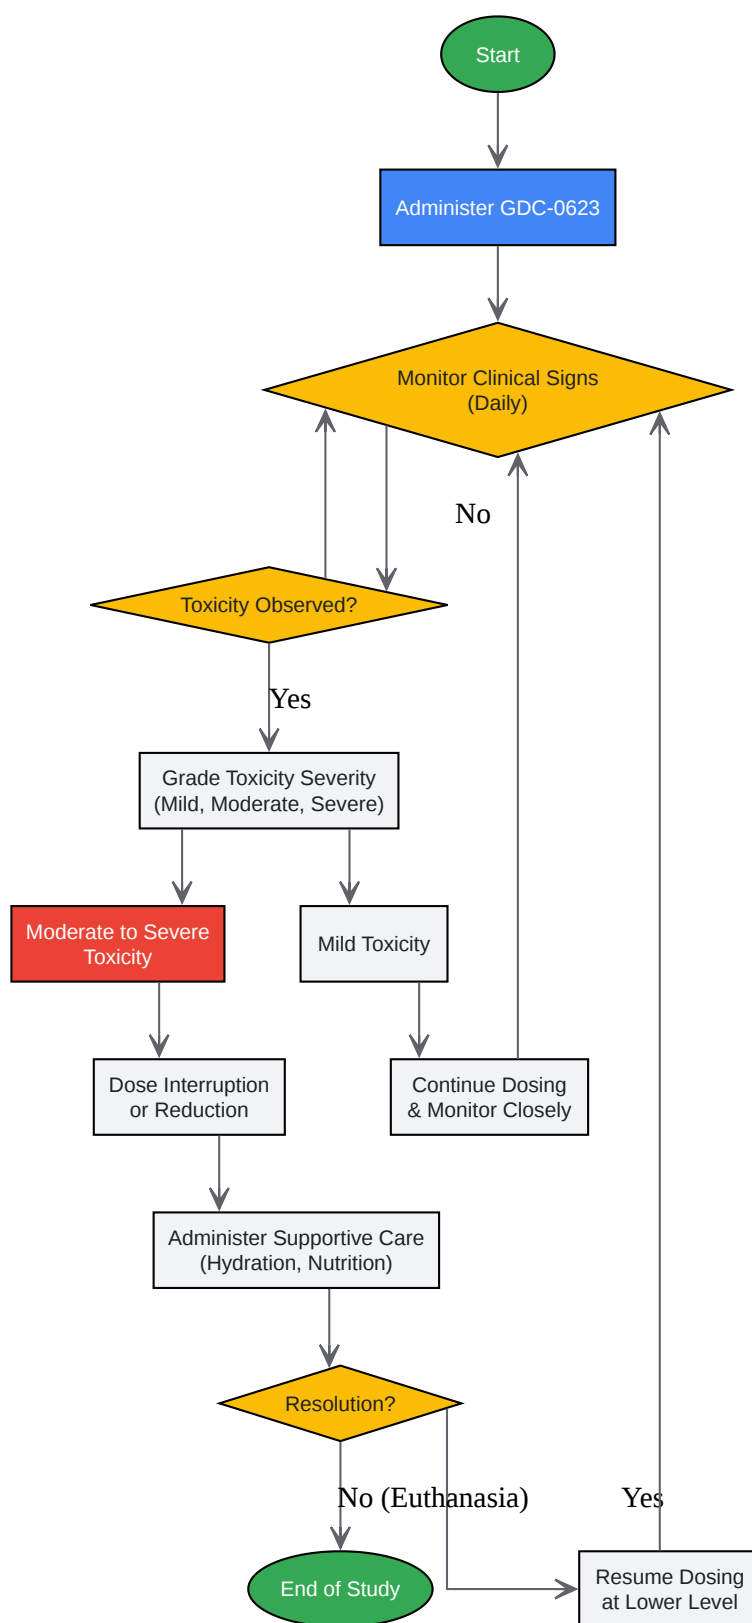 Start
Administer GDC-0623
Monitor Clinical Signs
(Daily)
No
Toxicity Observed?
Yes
Grade Toxicity Severity
(Mild, Moderate, Severe)
Moderate to Severe
Toxicity
Mild Toxicity
Dose Interruption
or Reduction
Continue Dosing
& Monitor Closely
Administer Supportive Care
(Hydration, Nutrition)
Resolution?
No (Euthanasia)
Yes
End of Study
Resume Dosing
at Lower Level